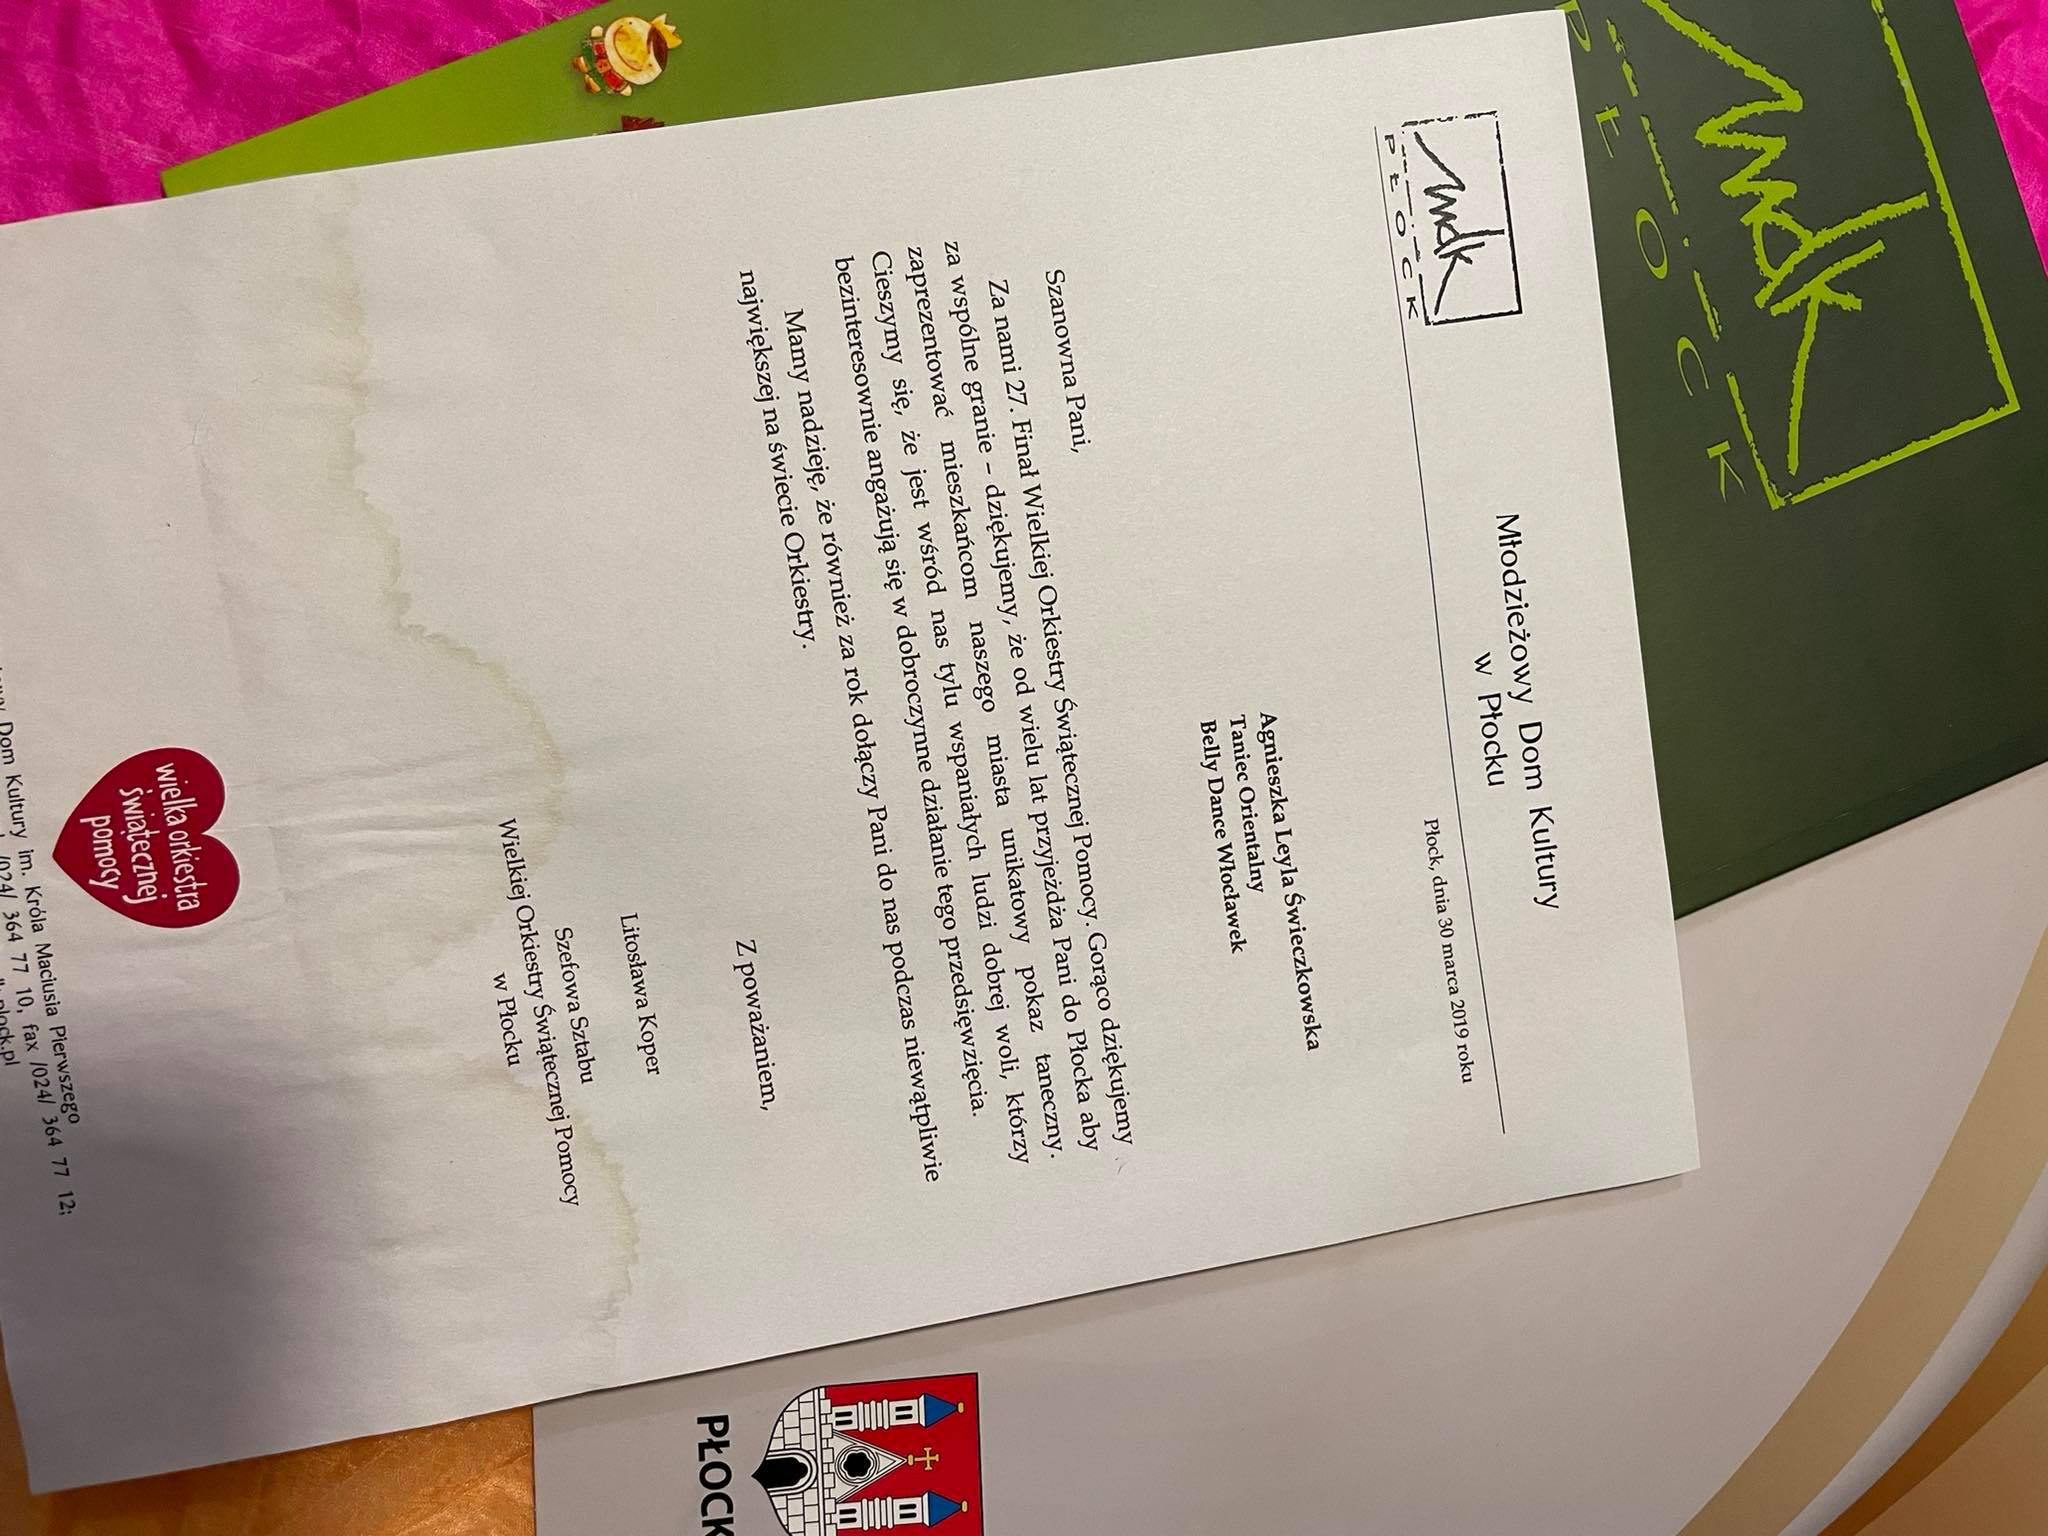 mdk
PŁOCK
mdk
PŁOCK
Młodzieżowy Dom Kultury
w Płocku
Płock, dnia 30 marca 2019 roku
Agnieszka Leyla Świeczkowska
Taniec Orientalny
Belly Dance Włocławek
Szanowna Pani,
Za nami 27. Finał Wielkiej Orkiestry Świątecznej Pomocy. Gorąco dziękujemy
za wspólne granie – dziękujemy, że od wielu lat przyjeżdża Pani do Płocka aby
zaprezentować mieszkańcom naszego miasta unikatowy pokaz taneczny.
Cieszymy się, że jest wśród nas tylu wspaniałych ludzi dobrej woli, którzy
bezinteresownie angażują się w dobroczynne działanie tego przedsięwzięcia.
Mamy nadzieję, że również za rok dołączy Pani do nas podczas niewątpliwie
największej na świecie Orkiestry.
Z poważaniem,
Litosława Koper
Szefowa Sztabu
Wielkiej Orkiestry Świątecznej Pomocy
w Płocku
PŁOCK
wielka orkiestra
świątecznej
pomocy
Dom Kultury im. Króla Maciusia Pierwszego
/024/ 364 77 10, fax /024/ 364 77 12;
plock.pl